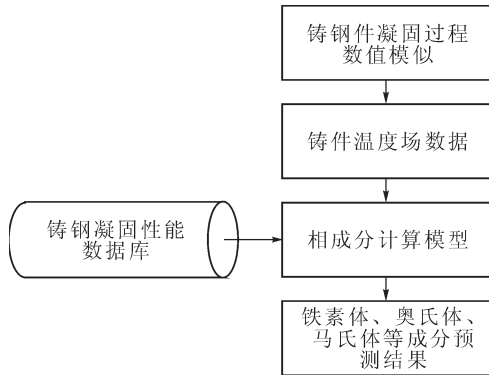 铸钢件凝固过程
数值模似
铸件温度场数据
铸钢凝固性能
数据库
相成分计算模型
铁素体、奥氏体、
马氏体等成分预
测结果